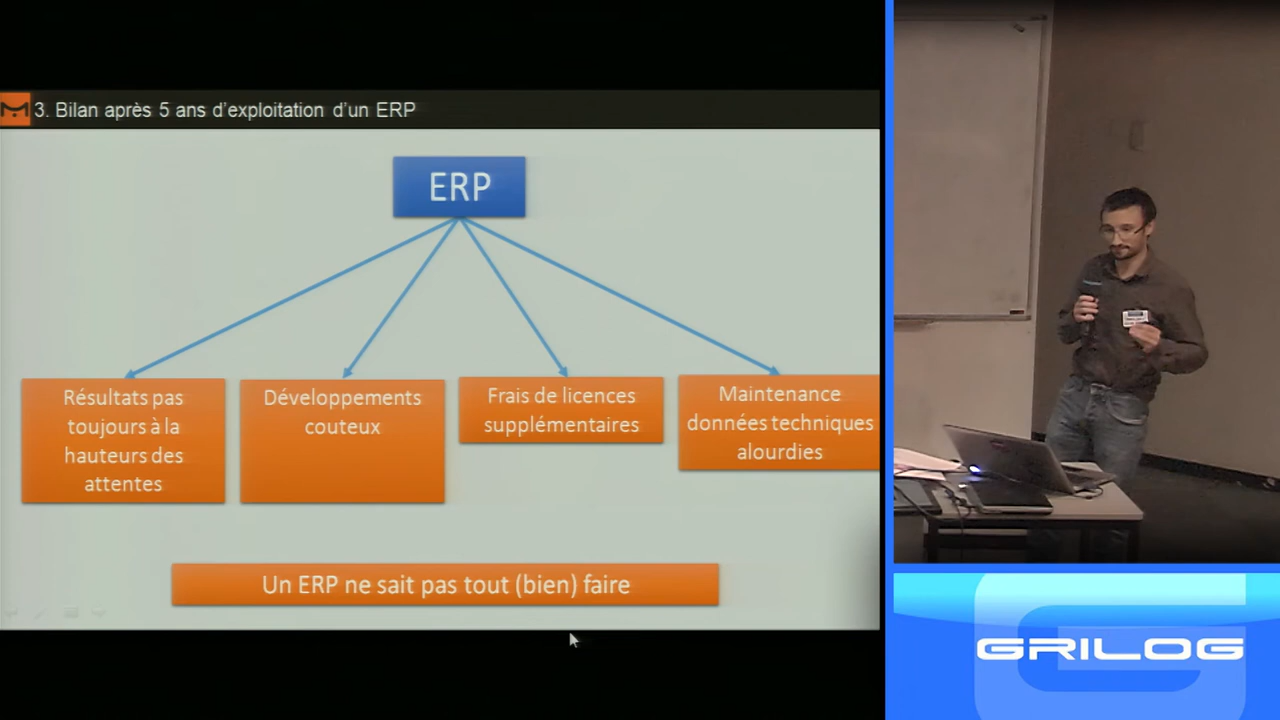 3. Bilan après 5 ans d'exploitation d'un ERP
ERP
Résultats pas
toujours à la
hauteurs des
attentes
Développements
couteux
Frais de licences
supplémentaires
Maintenance
données techniques
alourdies
Un ERP ne sait pas tout (bien) faire
GRILOG